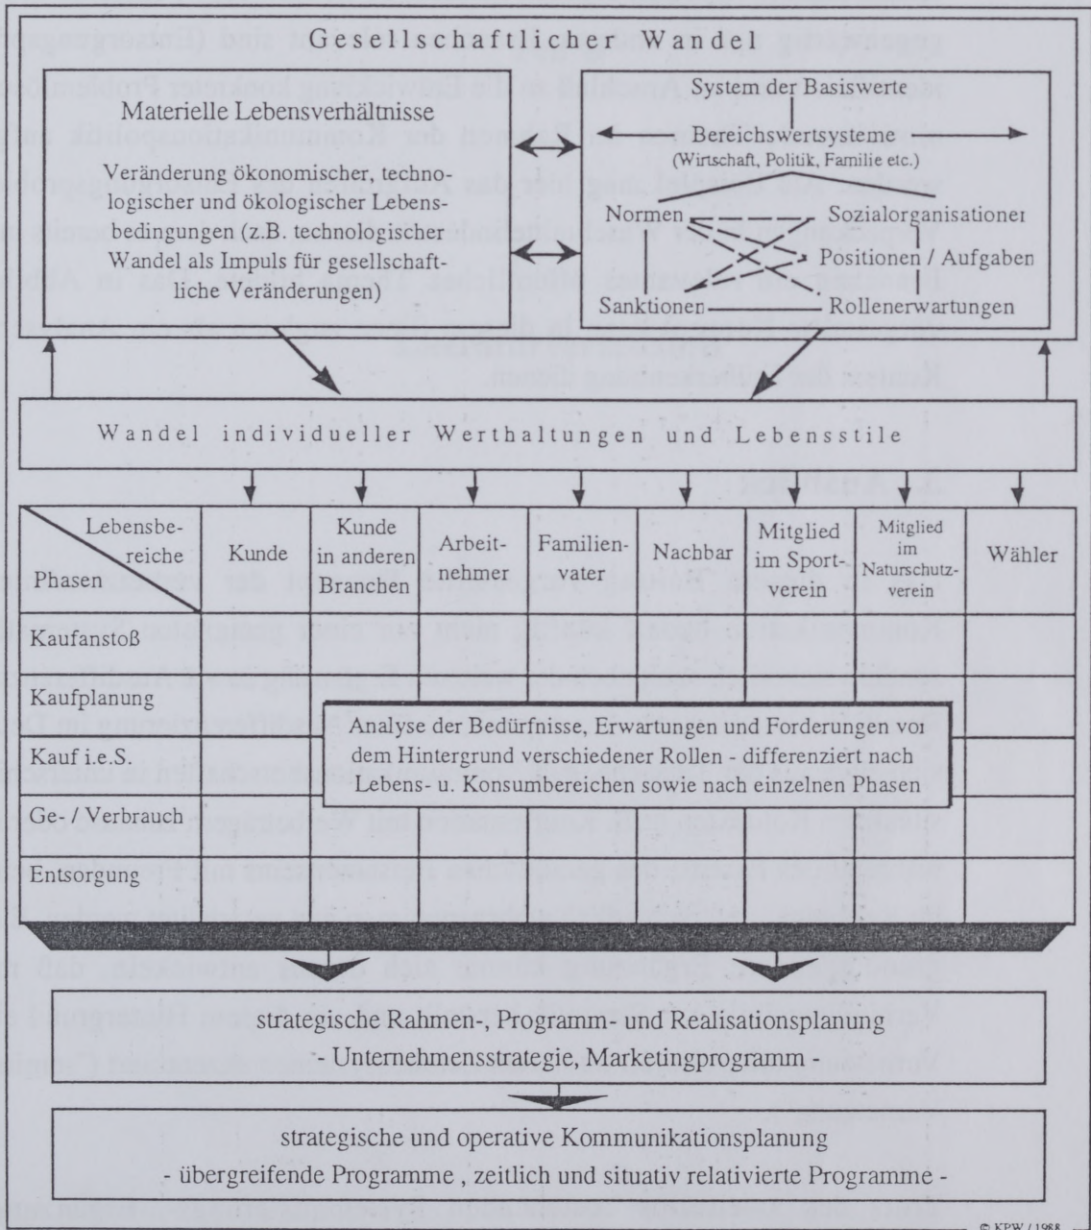 Gesellschaftlicher Wandel
Materielle Lebensverhältnisse
Veränderung ökonomischer, techno-
logischer und ökologischer Lebens-
bedingungen (z.B. technologischer
Wandel als Impuls für gesellschaft-
liche Veränderungen)
System der Basiswerte
Bereichswertsysteme
(Wirtschaft, Politik, Familie etc.)
Normen
Sozialorganisationen
Positionen / Aufgaben
Sanktionen
Rollenerwartungen
Wandel individueller Werthaltungen und Lebensstile
Lebensbe-
reiche
Phasen
Kunde
Kunde
in anderen
Branchen
Arbeit-
nehmer
Familien-
vater
Nachbar
Mitglied
im Sport-
verein
Mitglied
im
Naturschutz-
verein
Wähler
Kaufanstoß
Kaufplanung
Kauf i.e.S.
Ge- / Verbrauch
Entsorgung
Analyse der Bedürfnisse, Erwartungen und Forderungen vor
dem Hintergrund verschiedener Rollen - differenziert nach
Lebens- u. Konsumbereichen sowie nach einzelnen Phasen
strategische Rahmen-, Programm- und Realisationsplanung
- Unternehmensstrategie, Marketingprogramm -
strategische und operative Kommunikationsplanung
- übergreifende Programme , zeitlich und situativ relativierte Programme -
© KPW / 1988